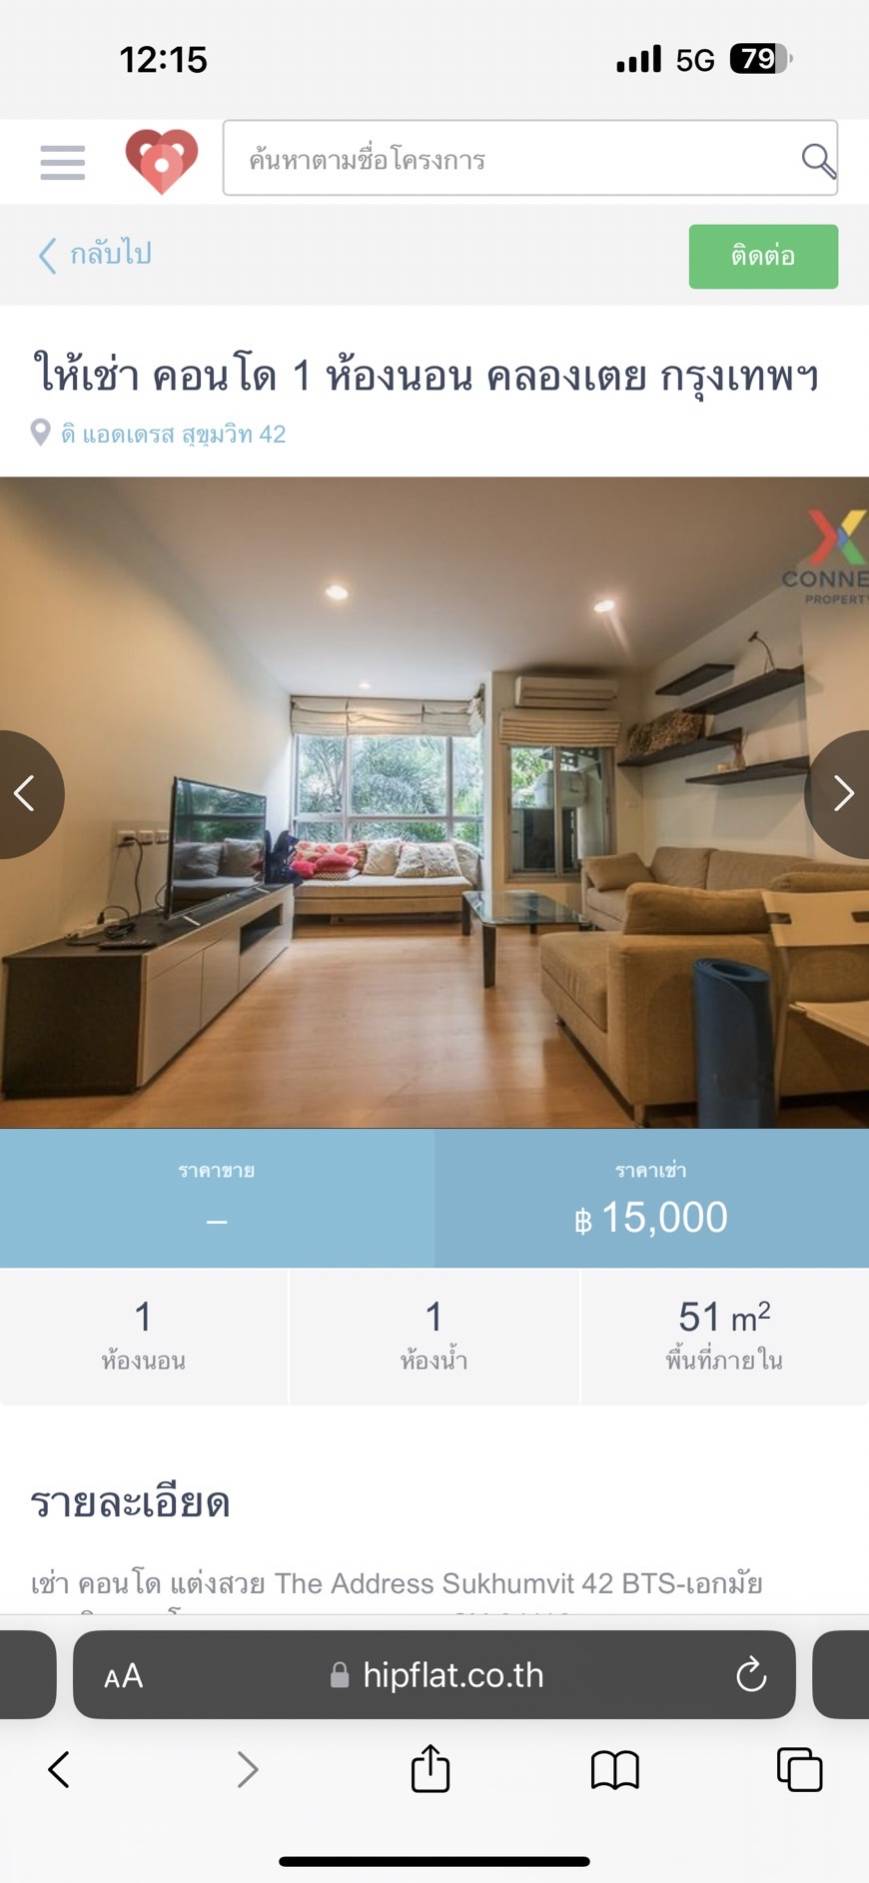 12:15
5G 79
ค้นหาตามชื่อโครงการ
กลับไป
ติดต่อ
ให้เช่า คอนโด 1 ห้องนอน คลองเตย กรุงเทพฯ
ดิ แอดเดรส สุขุมวิท 42
CONNE
PROPERT
ราคาขาย
–
ราคาเช่า
฿ 15,000
1
ห้องนอน
1
ห้องน้ำ
51 m²
พื้นที่ภายใน
รายละเอียด
เช่า คอนโด แต่งสวย The Address Sukhumvit 42 BTS-เอกมัย
AA
hipflat.co.th